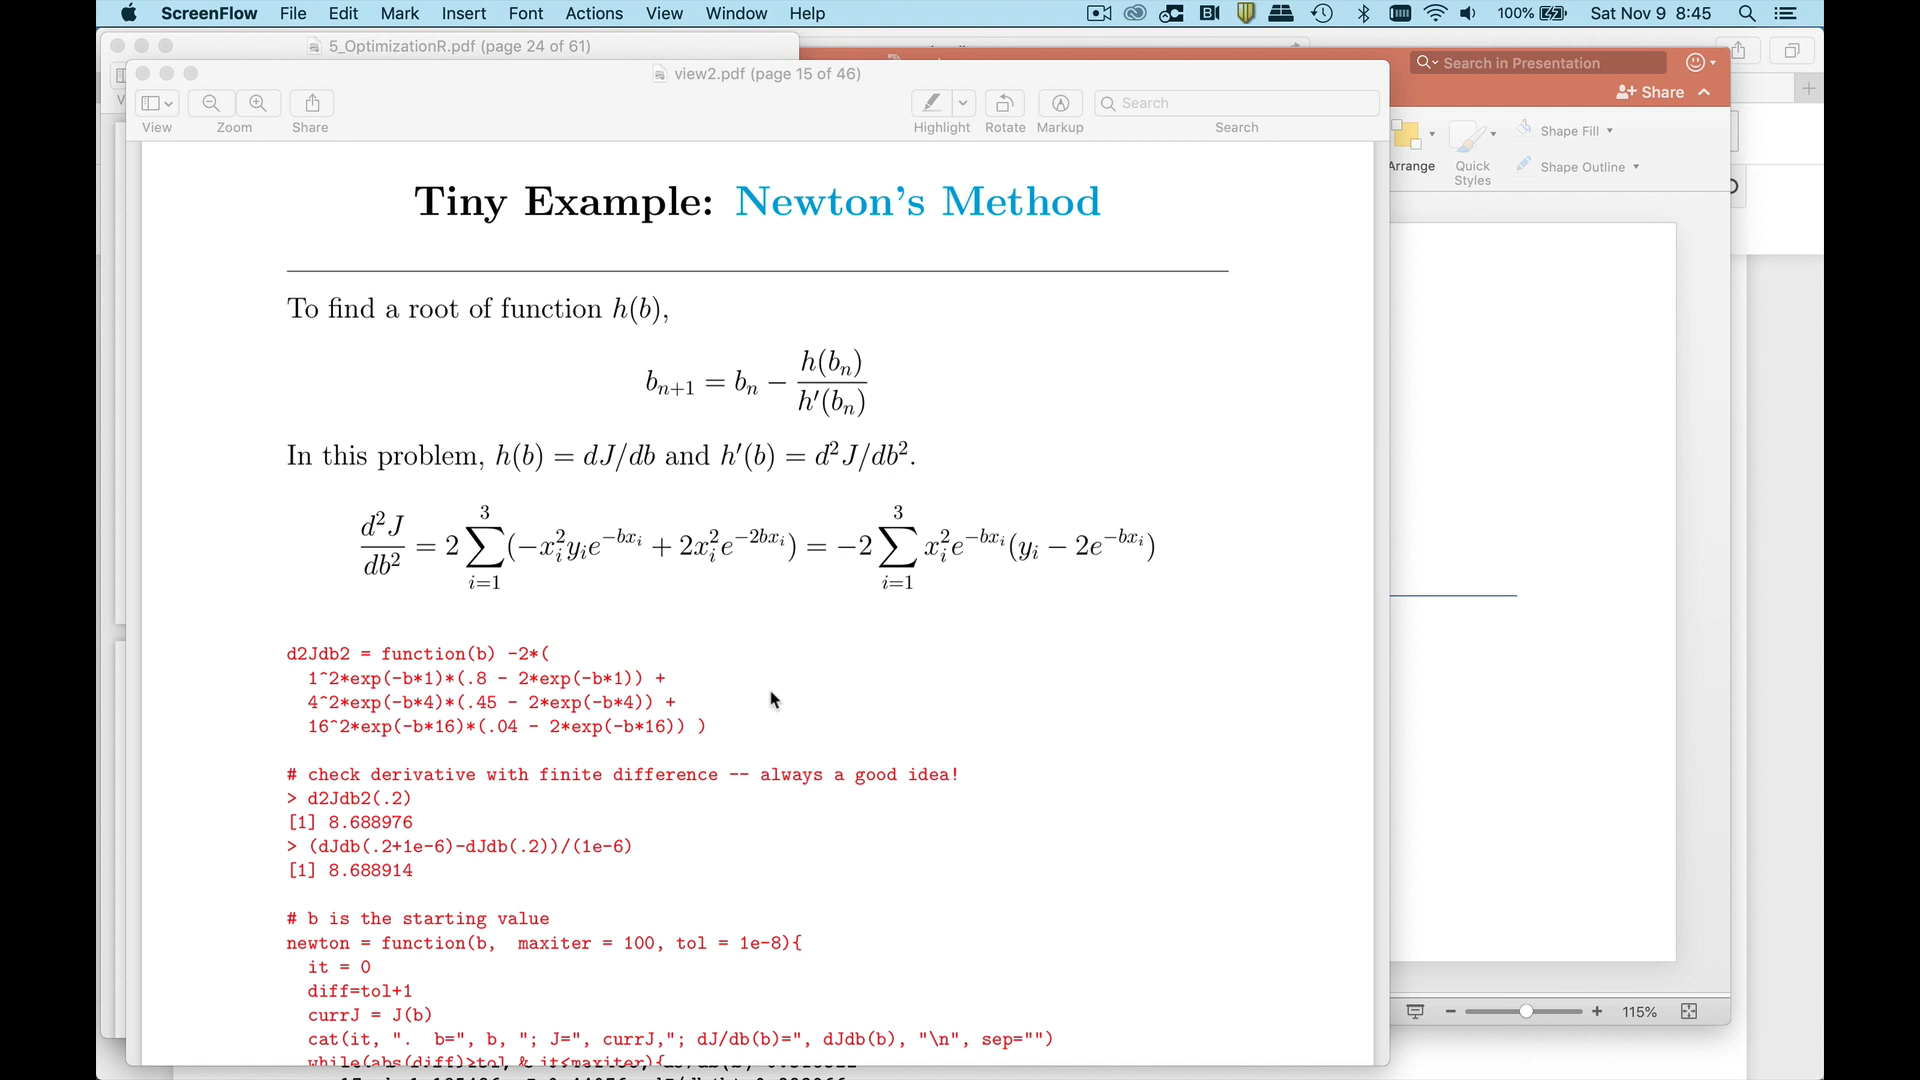 ScreenFlow File Edit Mark Insert Font Actions View Window Help 100% Sat Nov 9 8:45
5_OptimizationR.pdf (page 24 of 61)
view2.pdf (page 15 of 46)
Search in Presentation
Share
View Zoom Share Highlight Rotate Markup Search
Search
Arrange Quick Styles Shape Fill
Shape Outline
Tiny Example: Newton's Method
To find a root of function h(b),
b_{n+1} = b_n − h(b_n) / h′(b_n)
In this problem, h(b) = dJ/db and h′(b) = d²J/db².
d²J/db² = 2 ∑_{i=1}^{3} (−x_i² y_i e^{−bx_i} + 2x_i² e^{−2bx_i}) = −2 ∑_{i=1}^{3} x_i² e^{−bx_i} (y_i − 2e^{−bx_i})
d2Jdb2 = function(b) -2*(
1^2*exp(-b*1)*(.8 - 2*exp(-b*1)) +
4^2*exp(-b*4)*(.45 - 2*exp(-b*4)) +
16^2*exp(-b*16)*(.04 - 2*exp(-b*16)) )
# check derivative with finite difference -- always a good idea!
> d2Jdb2(.2)
[1] 8.688976
> (dJdb(.2+1e-6)-dJdb(.2))/(1e-6)
[1] 8.688914
# b is the starting value
newton = function(b, maxiter = 100, tol = 1e-8){
it = 0
diff=tol+1
currJ = J(b)
cat(it, ". b=", b, "; J=", currJ,"; dJ/db(b)=", dJdb(b), "\n", sep="")
while(abs(diff)>tol & it<maxiter){
115%